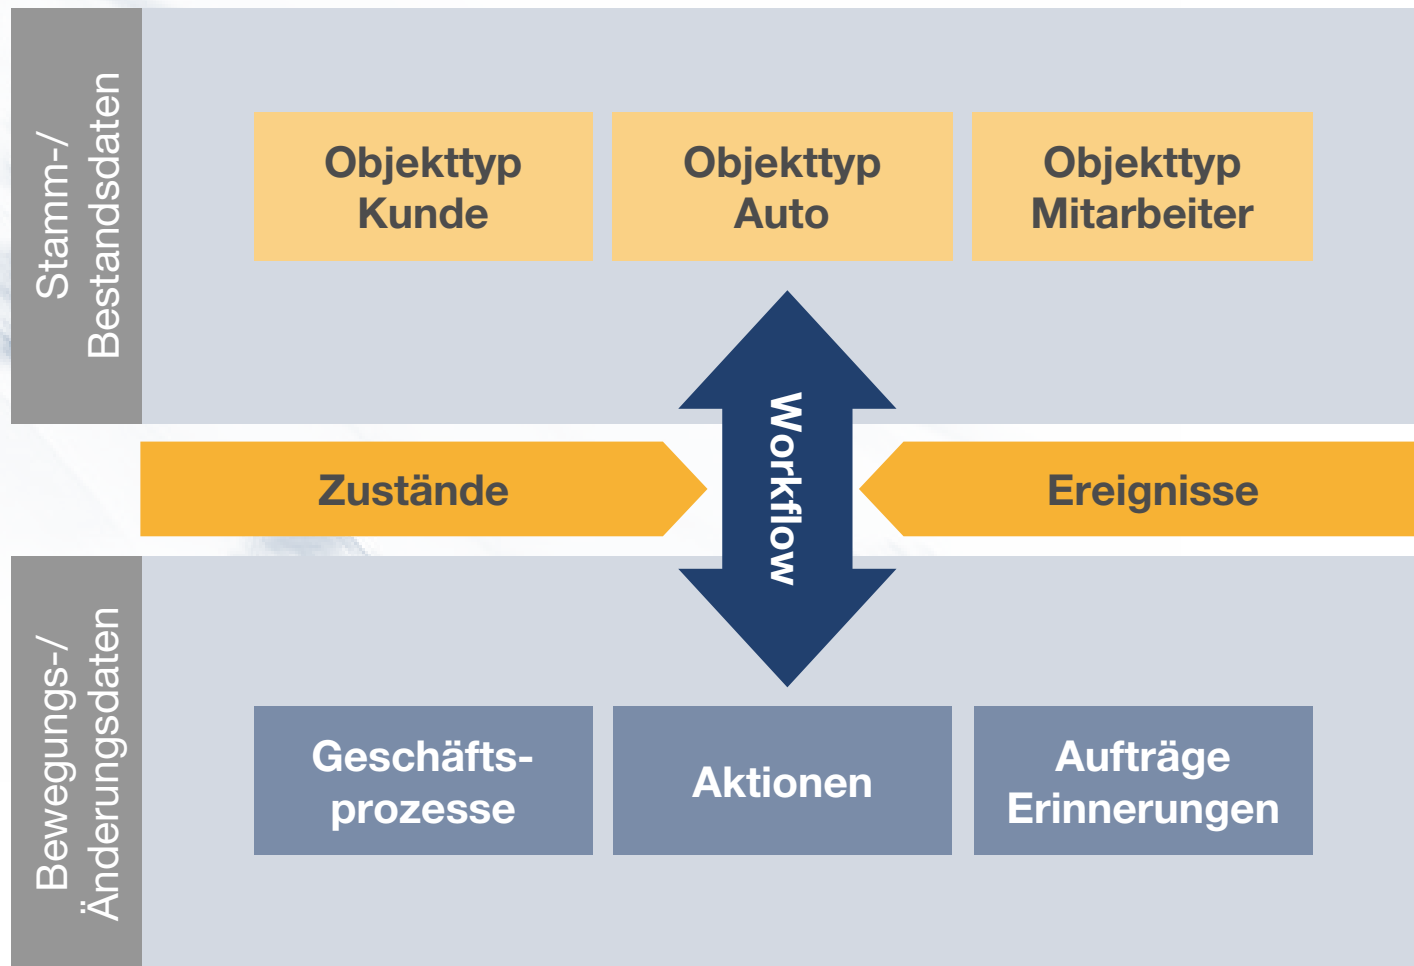 Stamm-/
Bestandsdaten
Objekttyp
Kunde
Objekttyp
Auto
Objekttyp
Mitarbeiter
Workflow
Zustände
Ereignisse
Bewegungs-/
Änderungsdaten
Geschäfts-
prozesse
Aktionen
Aufträge
Erinnerungen